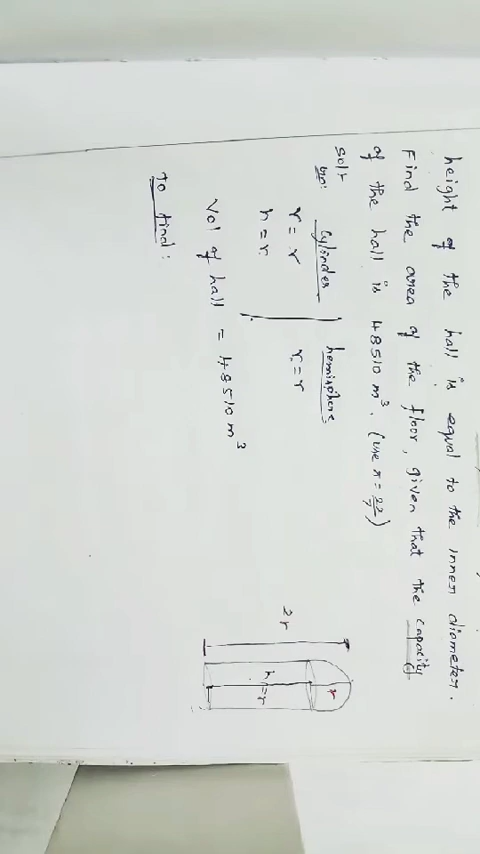 height of the hall is equal to the inner diameter.
Find the area of the floor, given that the capacity
of the hall is 48510 m³. (use π = 22/7)
Soln
Cylinder
hemisphere
r = r
r = r
h = r
Vol of hall = 48510 m³
To find:
2r
r
h=r